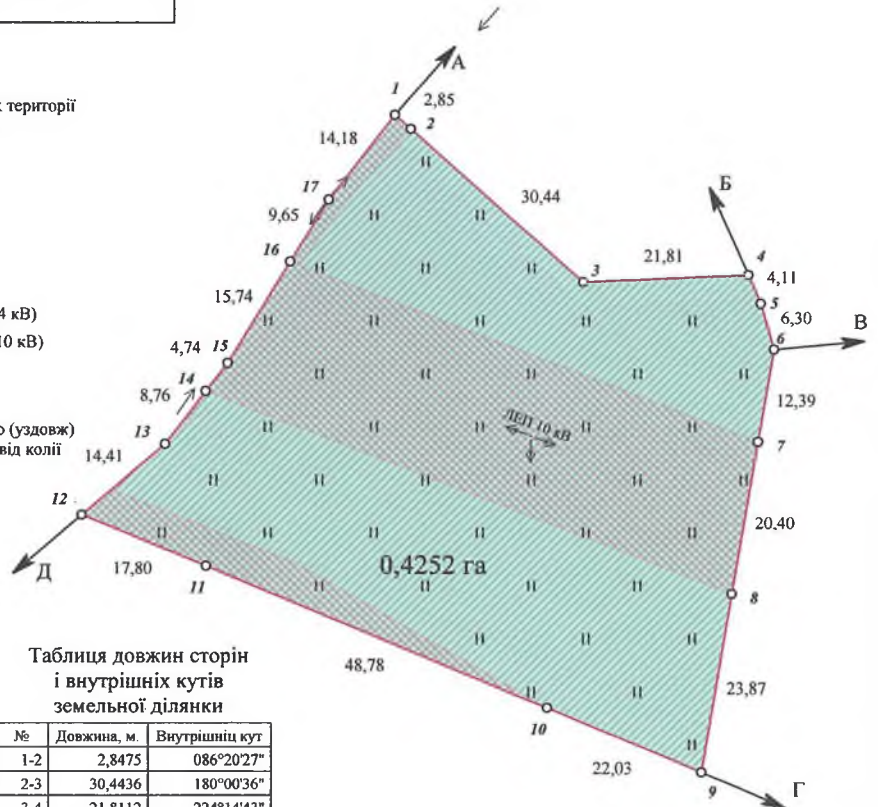 території
4 кВ)
10 кВ)
(уздовж)
від колії
А
1
2,85
2
14,18
17
9,65
16
30,44
Б
21,81
4
3
4,11
5
6,30
В
6
15,74
4,74
15
14
8,76
12,39
7
ЛЕП 10 кВ
13
14,41
12
20,40
Д
17,80
11
0,4252 га
8
48,78
23,87
10
22,03
9
Г
Таблиця довжин сторін
і внутрішніх кутів
земельної ділянки
№ Довжина, м. Внутрішніц кут
1-2 2,8475 086°20'27"
2-3 30,4436 180°00'36"
3-4 21,8112 224°14'43"